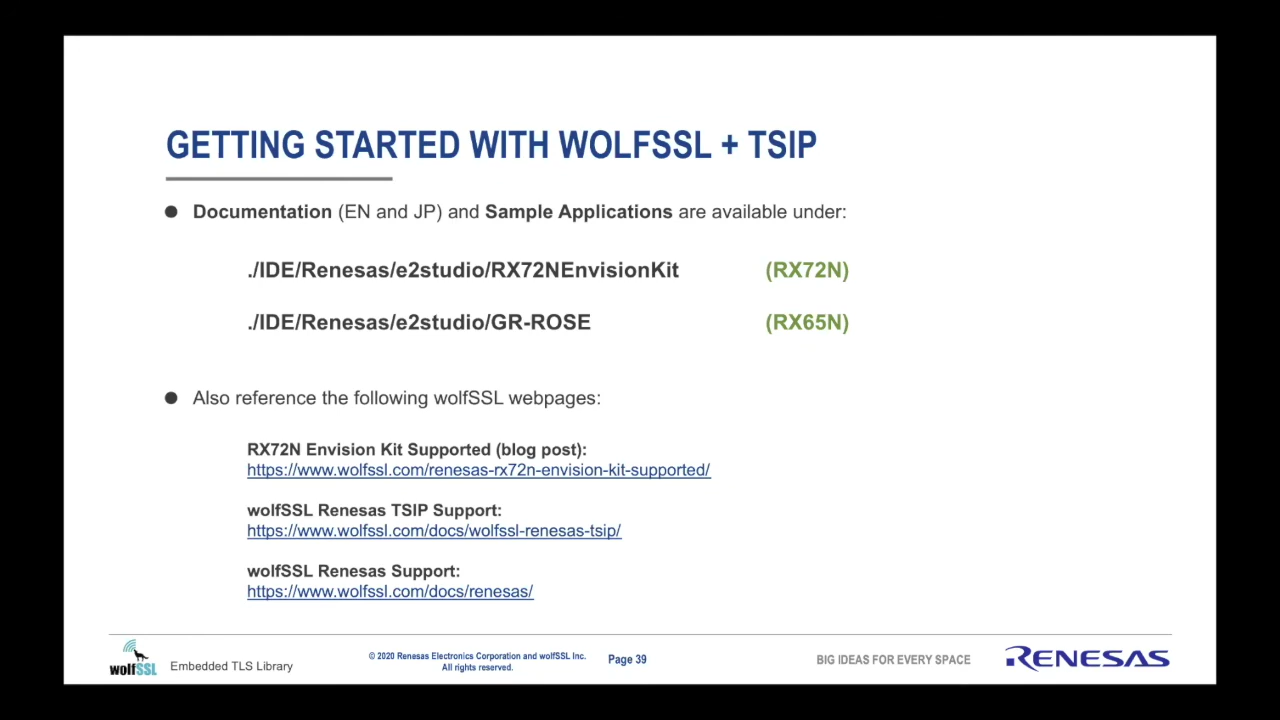 GETTING STARTED WITH WOLFSSL + TSIP
● Documentation (EN and JP) and Sample Applications are available under:
./IDE/Renesas/e2studio/RX72NEnvisionKit (RX72N)
./IDE/Renesas/e2studio/GR-ROSE (RX65N)
● Also reference the following wolfSSL webpages:
RX72N Envision Kit Supported (blog post):
https://www.wolfssl.com/renesas-rx72n-envision-kit-supported/
wolfSSL Renesas TSIP Support:
https://www.wolfssl.com/docs/wolfssl-renesas-tsip/
wolfSSL Renesas Support:
https://www.wolfssl.com/docs/renesas/
wolfSSL
Embedded TLS Library
© 2020 Renesas Electronics Corporation and wolfSSL Inc.
All rights reserved.
Page 39
BIG IDEAS FOR EVERY SPACE
RENESAS